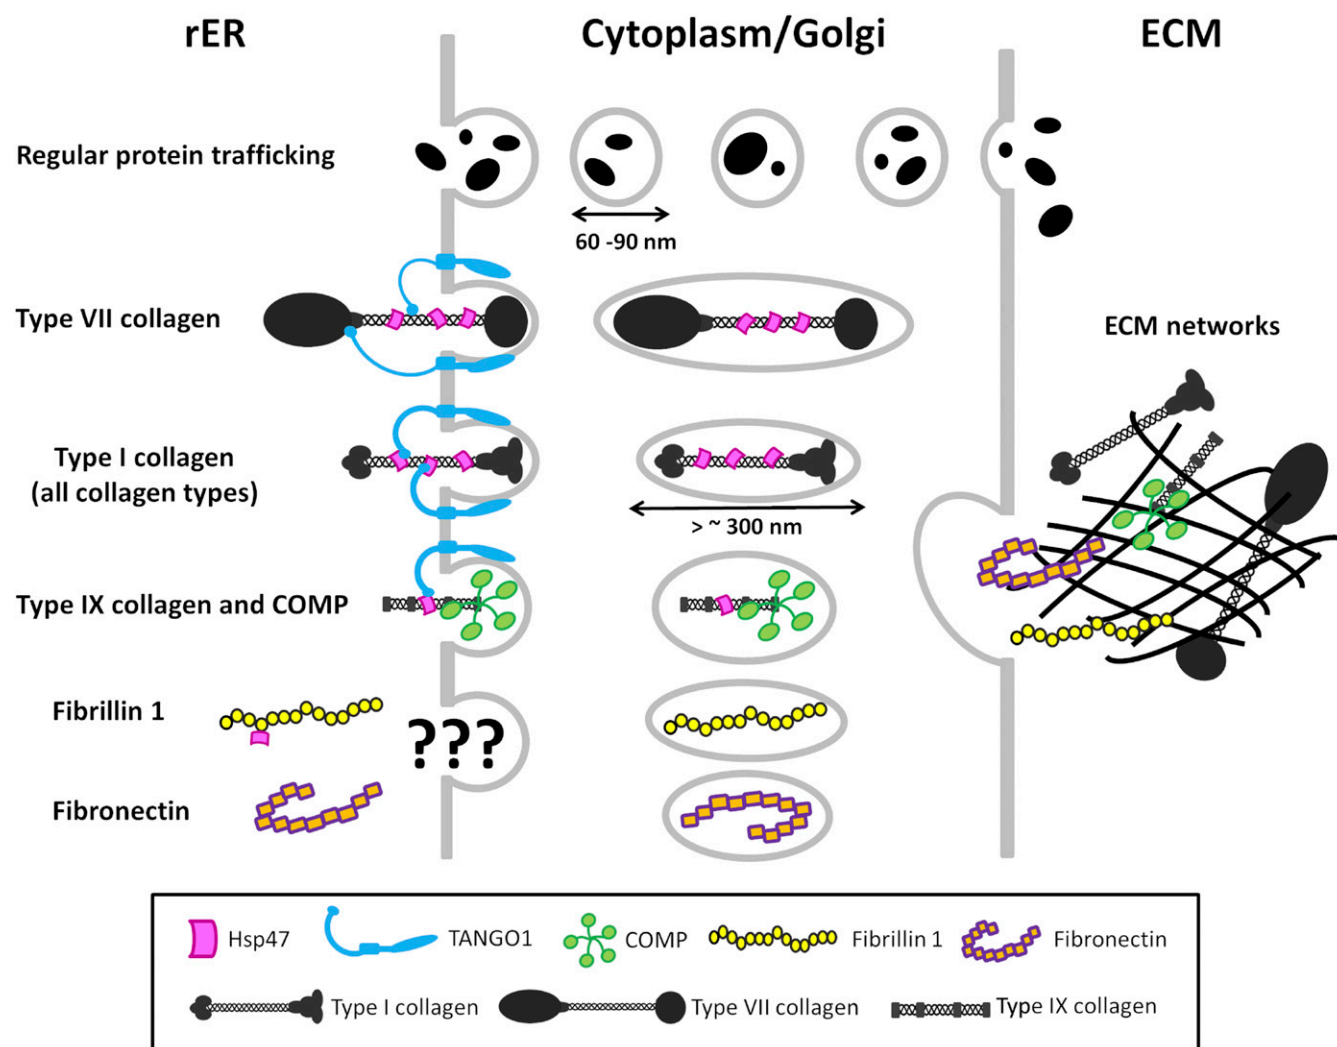 rER
Cytoplasm/Golgi
ECM
Regular protein trafficking
60 -90 nm
Type VII collagen
ECM networks
Type I collagen
(all collagen types)
> ~ 300 nm
Type IX collagen and COMP
Fibrillin 1
???
Fibronectin
Hsp47
TANGO1
COMP
Fibrillin 1
Fibronectin
Type I collagen
Type VII collagen
Type IX collagen